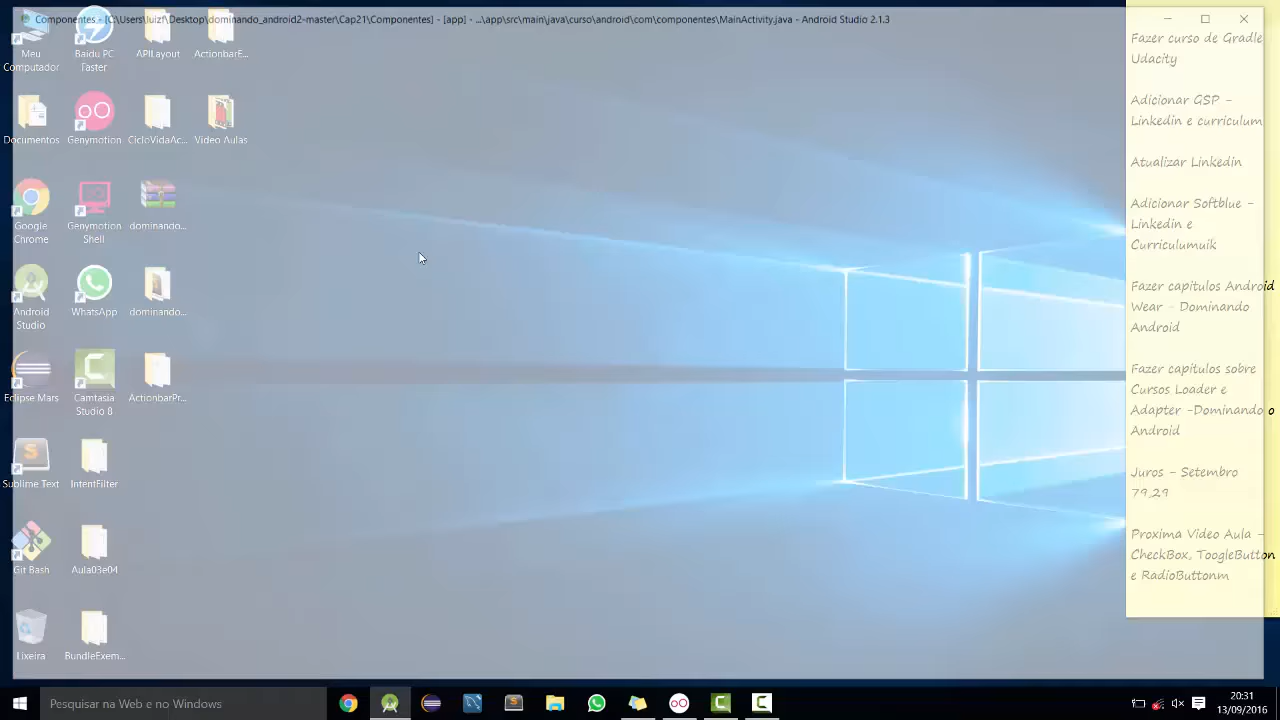 Componentes - [C:\Users\luizf\Desktop\dominando_android2-master\Cap21\Componentes] - [app] - ...\app\src\main\java\curso\android\com\componentes\MainActivity.java - Android Studio 2.1.3
Meu
Computador
Baidu PC
Faster
APILayout
ActionbarE...
Documentos
Genymotion
CicloVidaAc...
Video Aulas
Google
Chrome
Genymotion
Shell
dominando...
Android
Studio
WhatsApp
dominando...
Eclipse Mars
Camtasia
Studio 8
ActionbarPr...
Sublime Text
IntentFilter
Git Bash
Aula03e04
Lixeira
BundleExem...
Fazer curso de Gradle
Udacity
Adicionar GSP -
Linkedin e curriculum
Atualizar Linkedin
Adicionar Softblue -
Linkedin e
Curriculumuik
Fazer capitulos Android
Wear - Dominando
Android
Fazer capitulos sobre
Cursos Loader e
Adapter -Dominando o
Android
Juros - Setembro
79,29
Proxima Video Aula -
CheckBox, ToogleButton
e RadioButtonm
Pesquisar na Web e no Windows
20:31
13/09/2016